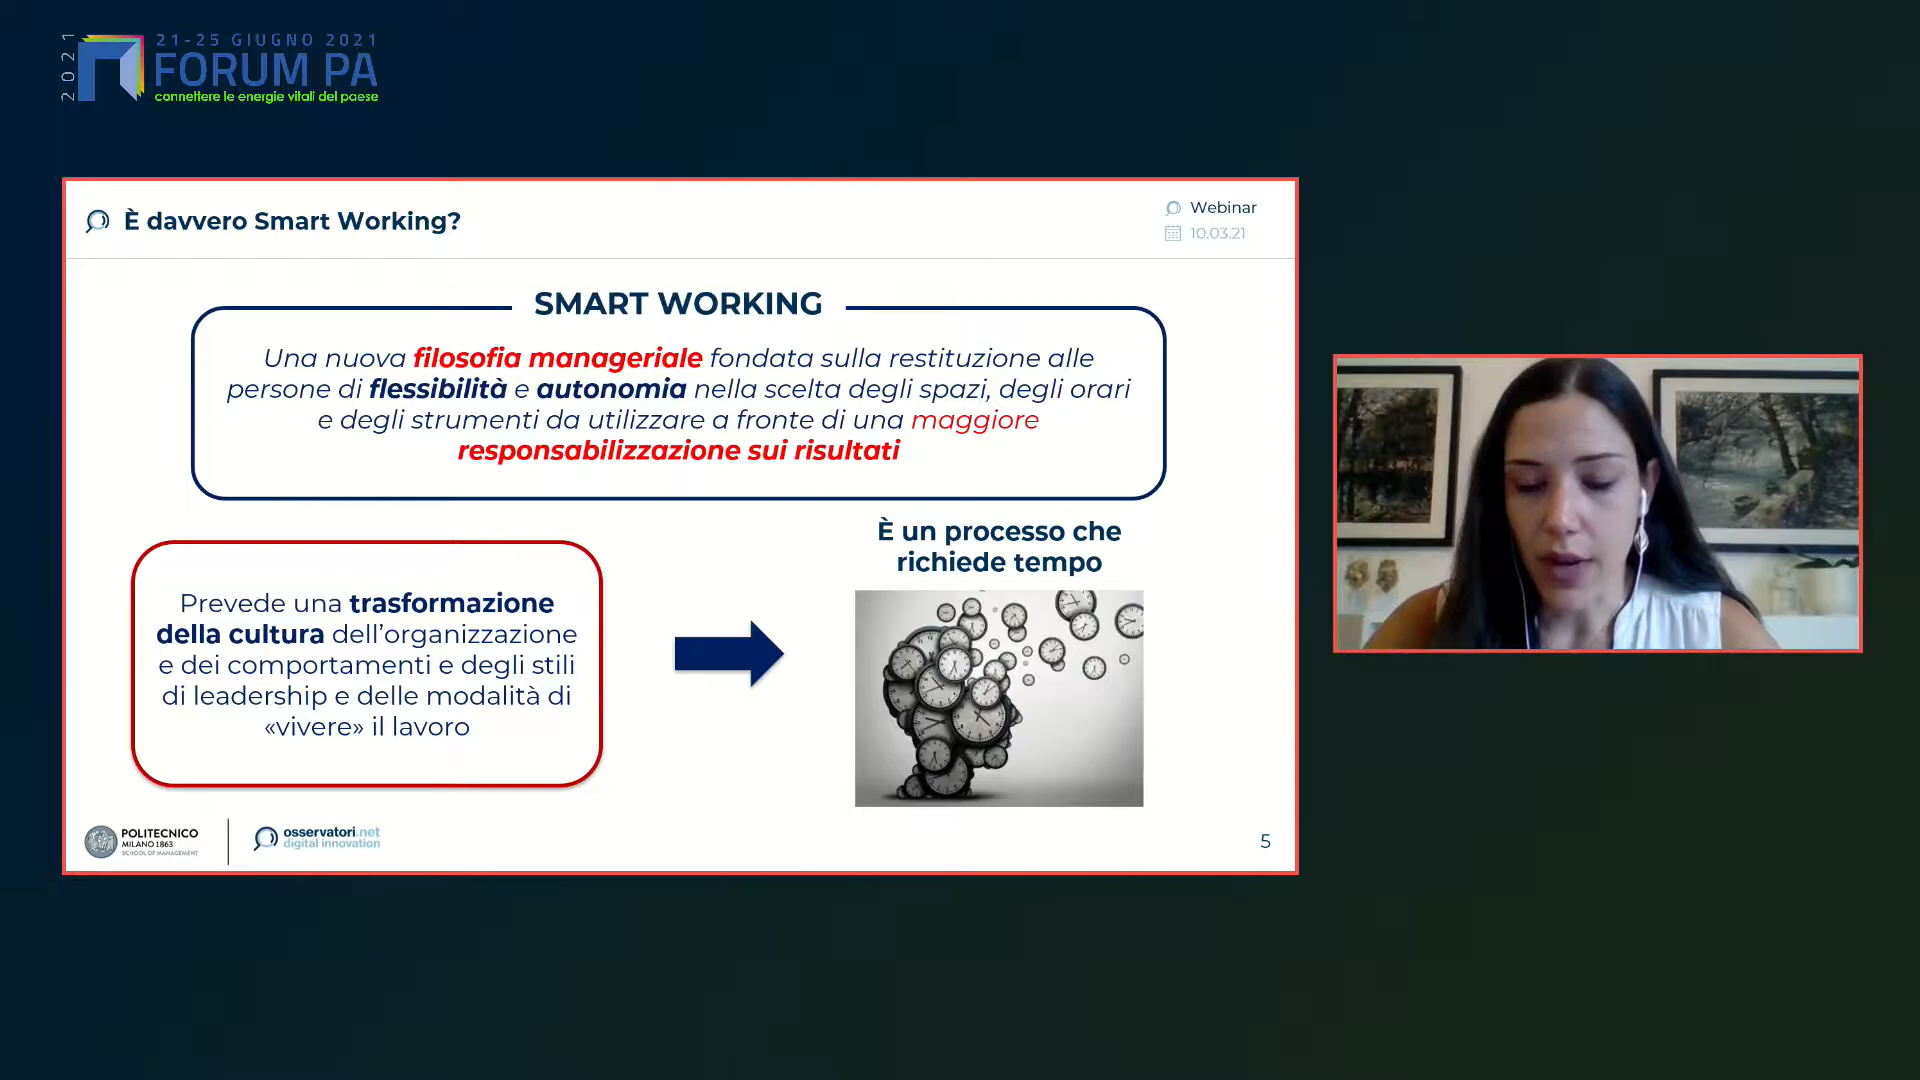 2021
21-25 GIUGNO 2021
FORUM PA
connettere le energie vitali del paese
È davvero Smart Working?
Webinar
10.03.21
SMART WORKING
Una nuova filosofia manageriale fondata sulla restituzione alle
persone di flessibilità e autonomia nella scelta degli spazi, degli orari
e degli strumenti da utilizzare a fronte di una maggiore
responsabilizzazione sui risultati
Prevede una trasformazione
della cultura dell'organizzazione
e dei comportamenti e degli stili
di leadership e delle modalità di
«vivere» il lavoro
È un processo che
richiede tempo
POLITECNICO
MILANO 1863
SCHOOL OF MANAGEMENT
osservatori.net
digital innovation
5